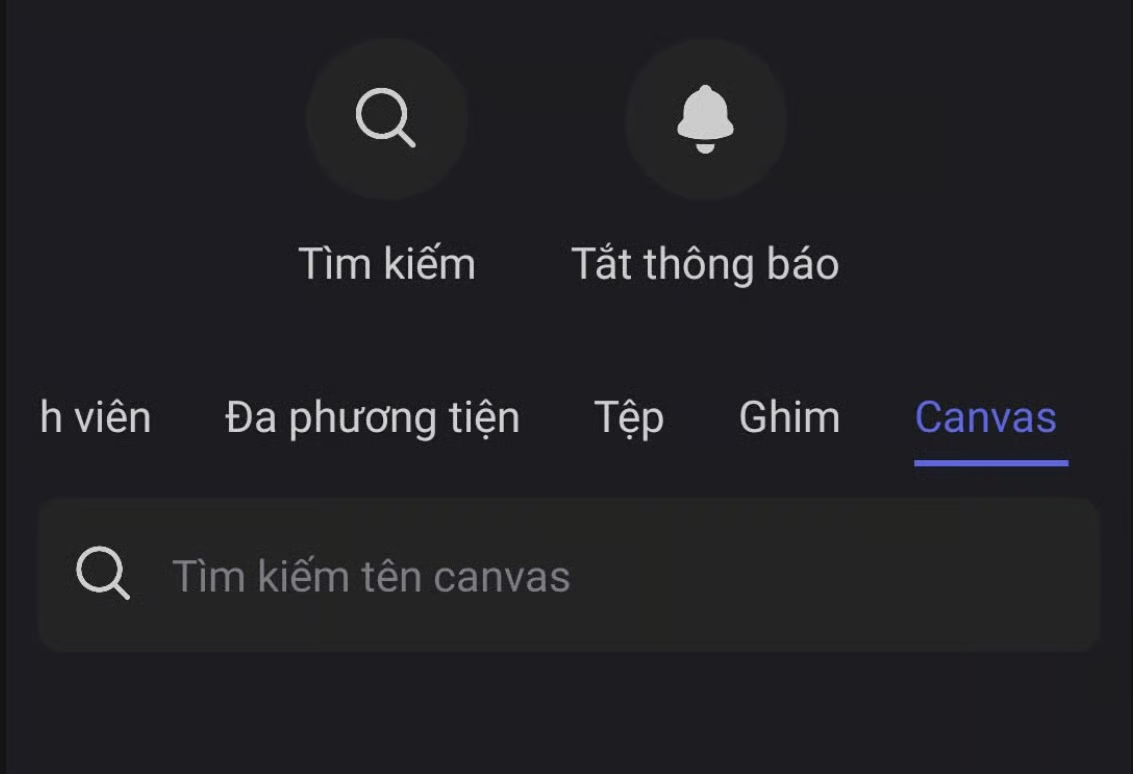 Tìm kiếm
Tắt thông báo
h viên Đa phương tiện Tệp Ghim Canvas
Tìm kiếm tên canvas